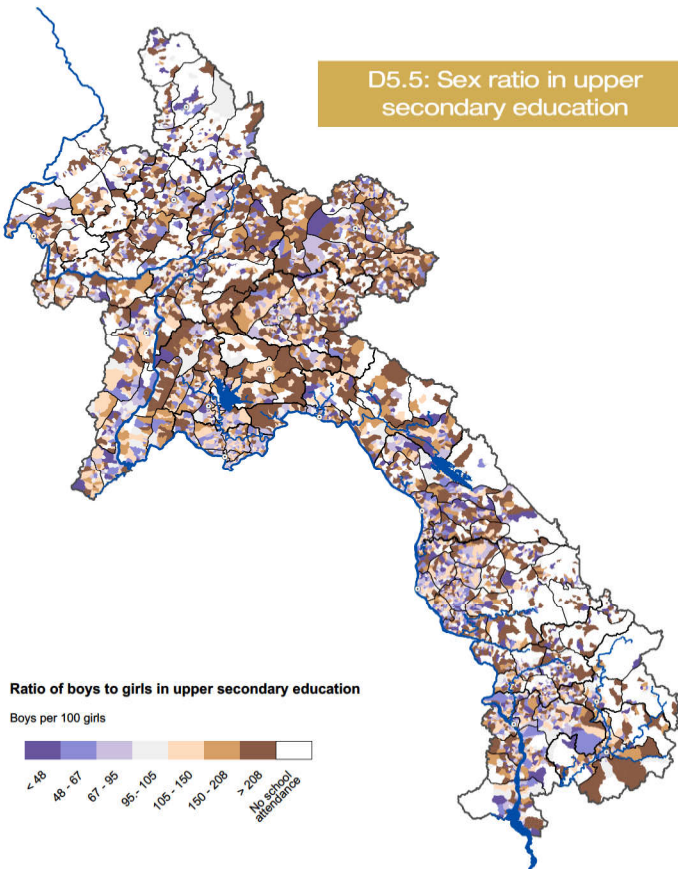 D5.5: Sex ratio in upper
secondary education
Ratio of boys to girls in upper secondary education
Boys per 100 girls
< 48
48 - 67
67 - 95
95.- 105
105 - 150
150 - 208
> 208
No school
attendance